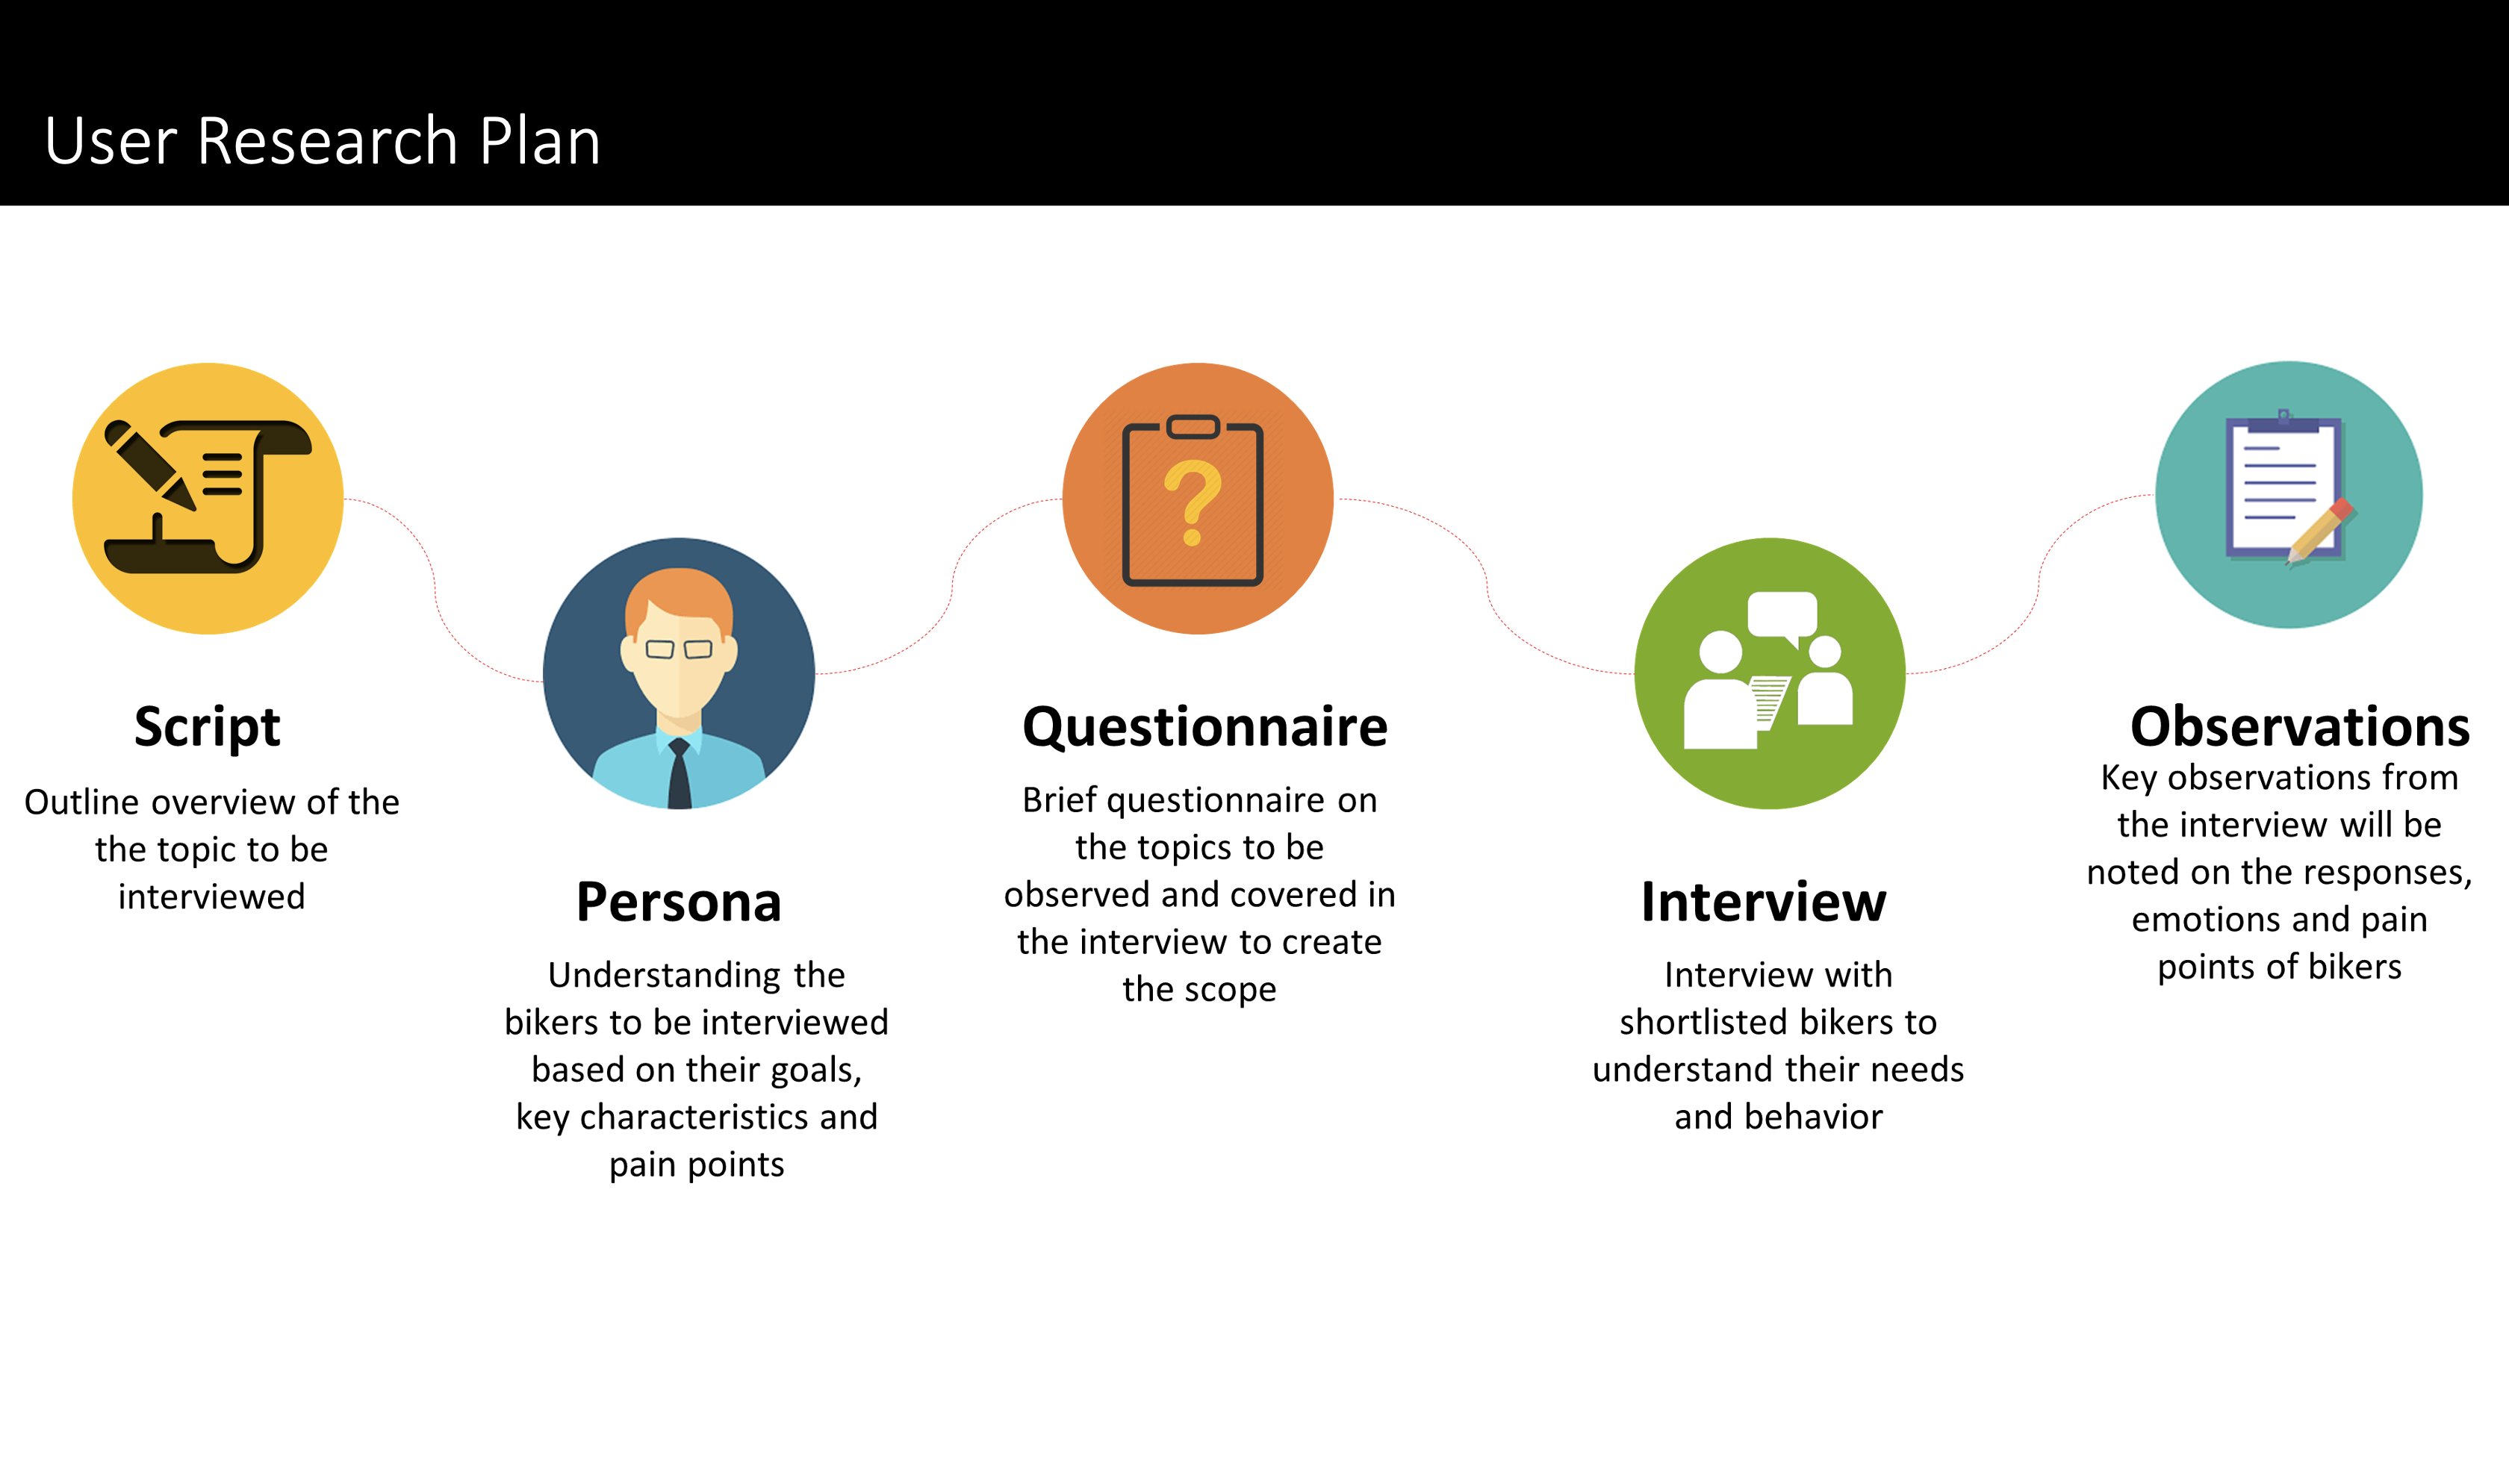 User Research Plan
Script
Outline overview of the
the topic to be
interviewed
Persona
Understanding the
bikers to be interviewed
based on their goals,
key characteristics and
pain points
Questionnaire
Brief questionnaire on
the topics to be
observed and covered in
the interview to create
the scope
Interview
Interview with
shortlisted bikers to
understand their needs
and behavior
Observations
Key observations from
the interview will be
noted on the responses,
emotions and pain
points of bikers